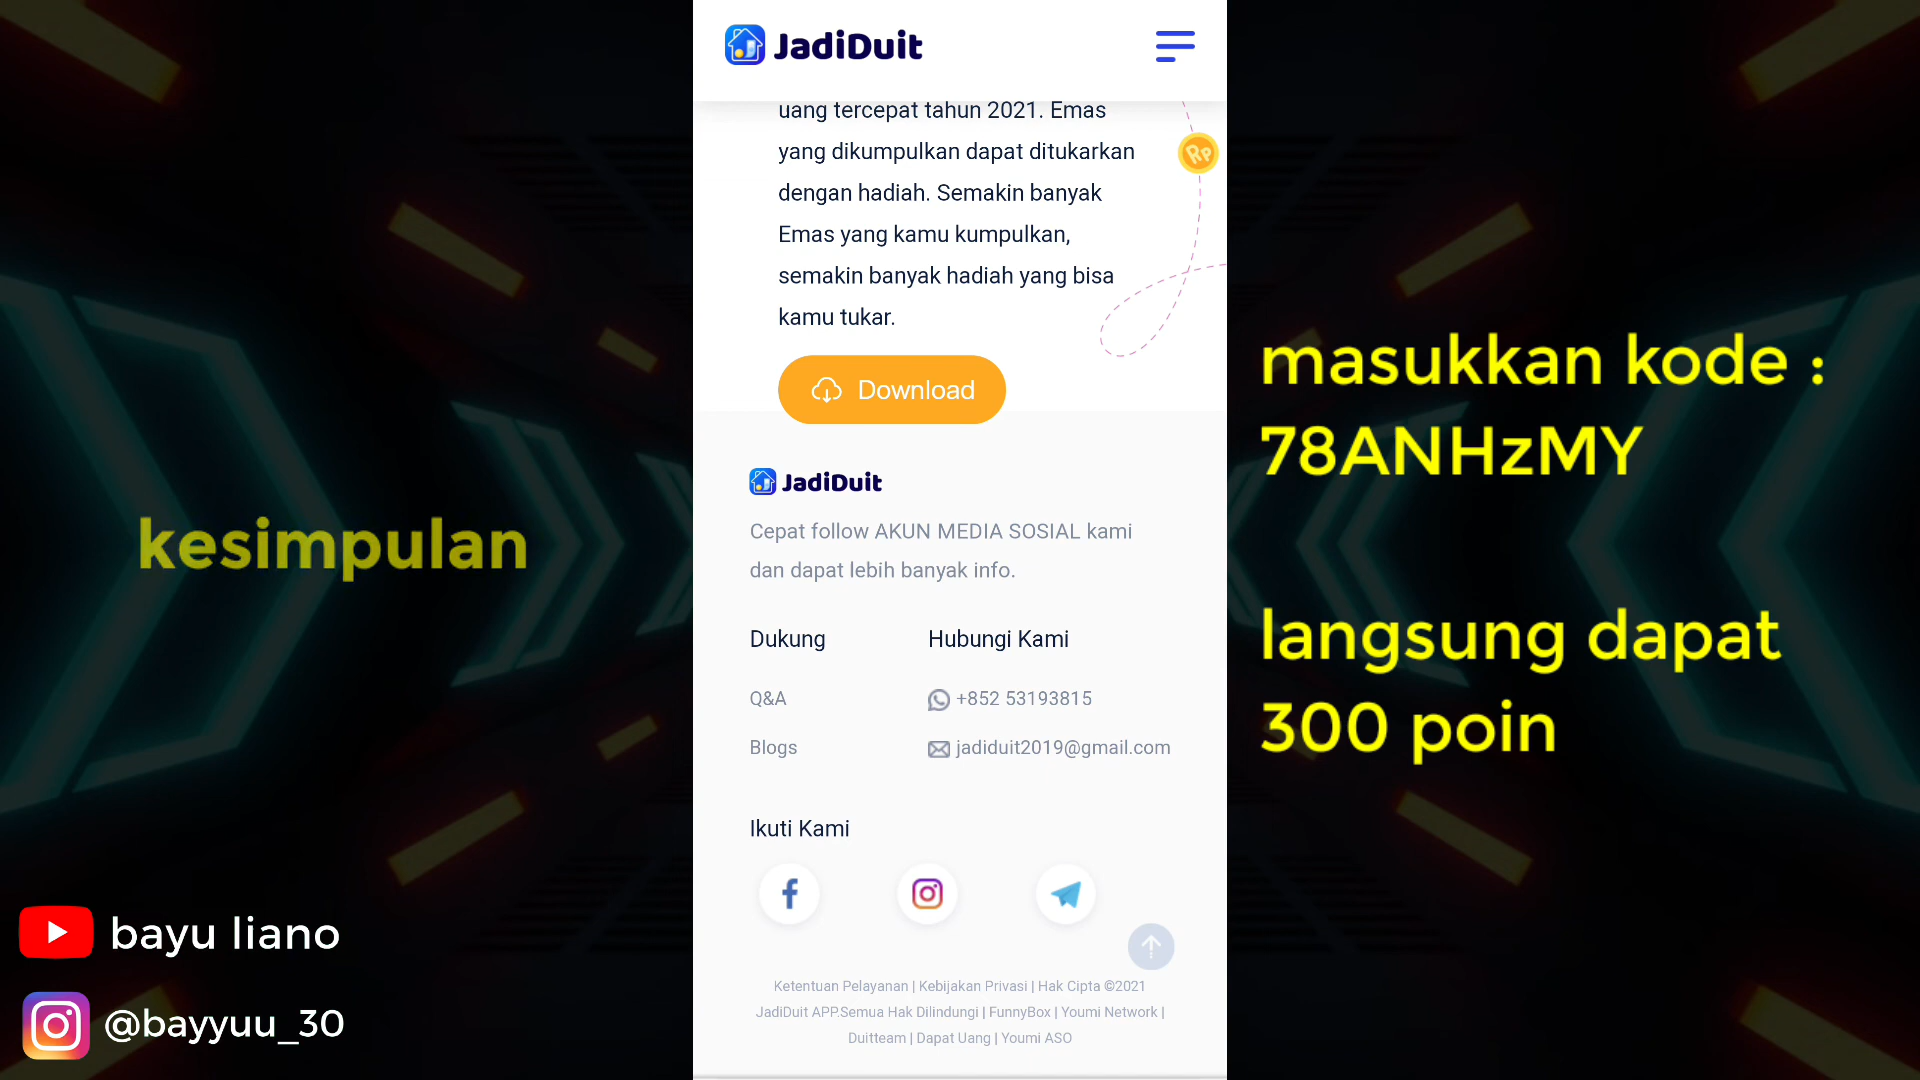 JadiDuit
uang tercepat tahun 2021. Emas
yang dikumpulkan dapat ditukarkan
dengan hadiah. Semakin banyak
Emas yang kamu kumpulkan,
semakin banyak hadiah yang bisa
kamu tukar.
Rp
Download
JadiDuit
Cepat follow AKUN MEDIA SOSIAL kami
dan dapat lebih banyak info.
Dukung
Hubungi Kami
Q&A
+852 53193815
Blogs
jadiduit2019@gmail.com
Ikuti Kami
Ketentuan Pelayanan | Kebijakan Privasi | Hak Cipta ©2021
JadiDuit APP.Semua Hak Dilindungi | FunnyBox | Youmi Network |
Duitteam | Dapat Uang | Youmi ASO
kesimpulan
bayu liano
@bayyuu_30
masukkan kode :
78ANHzMY
langsung dapat
300 poin